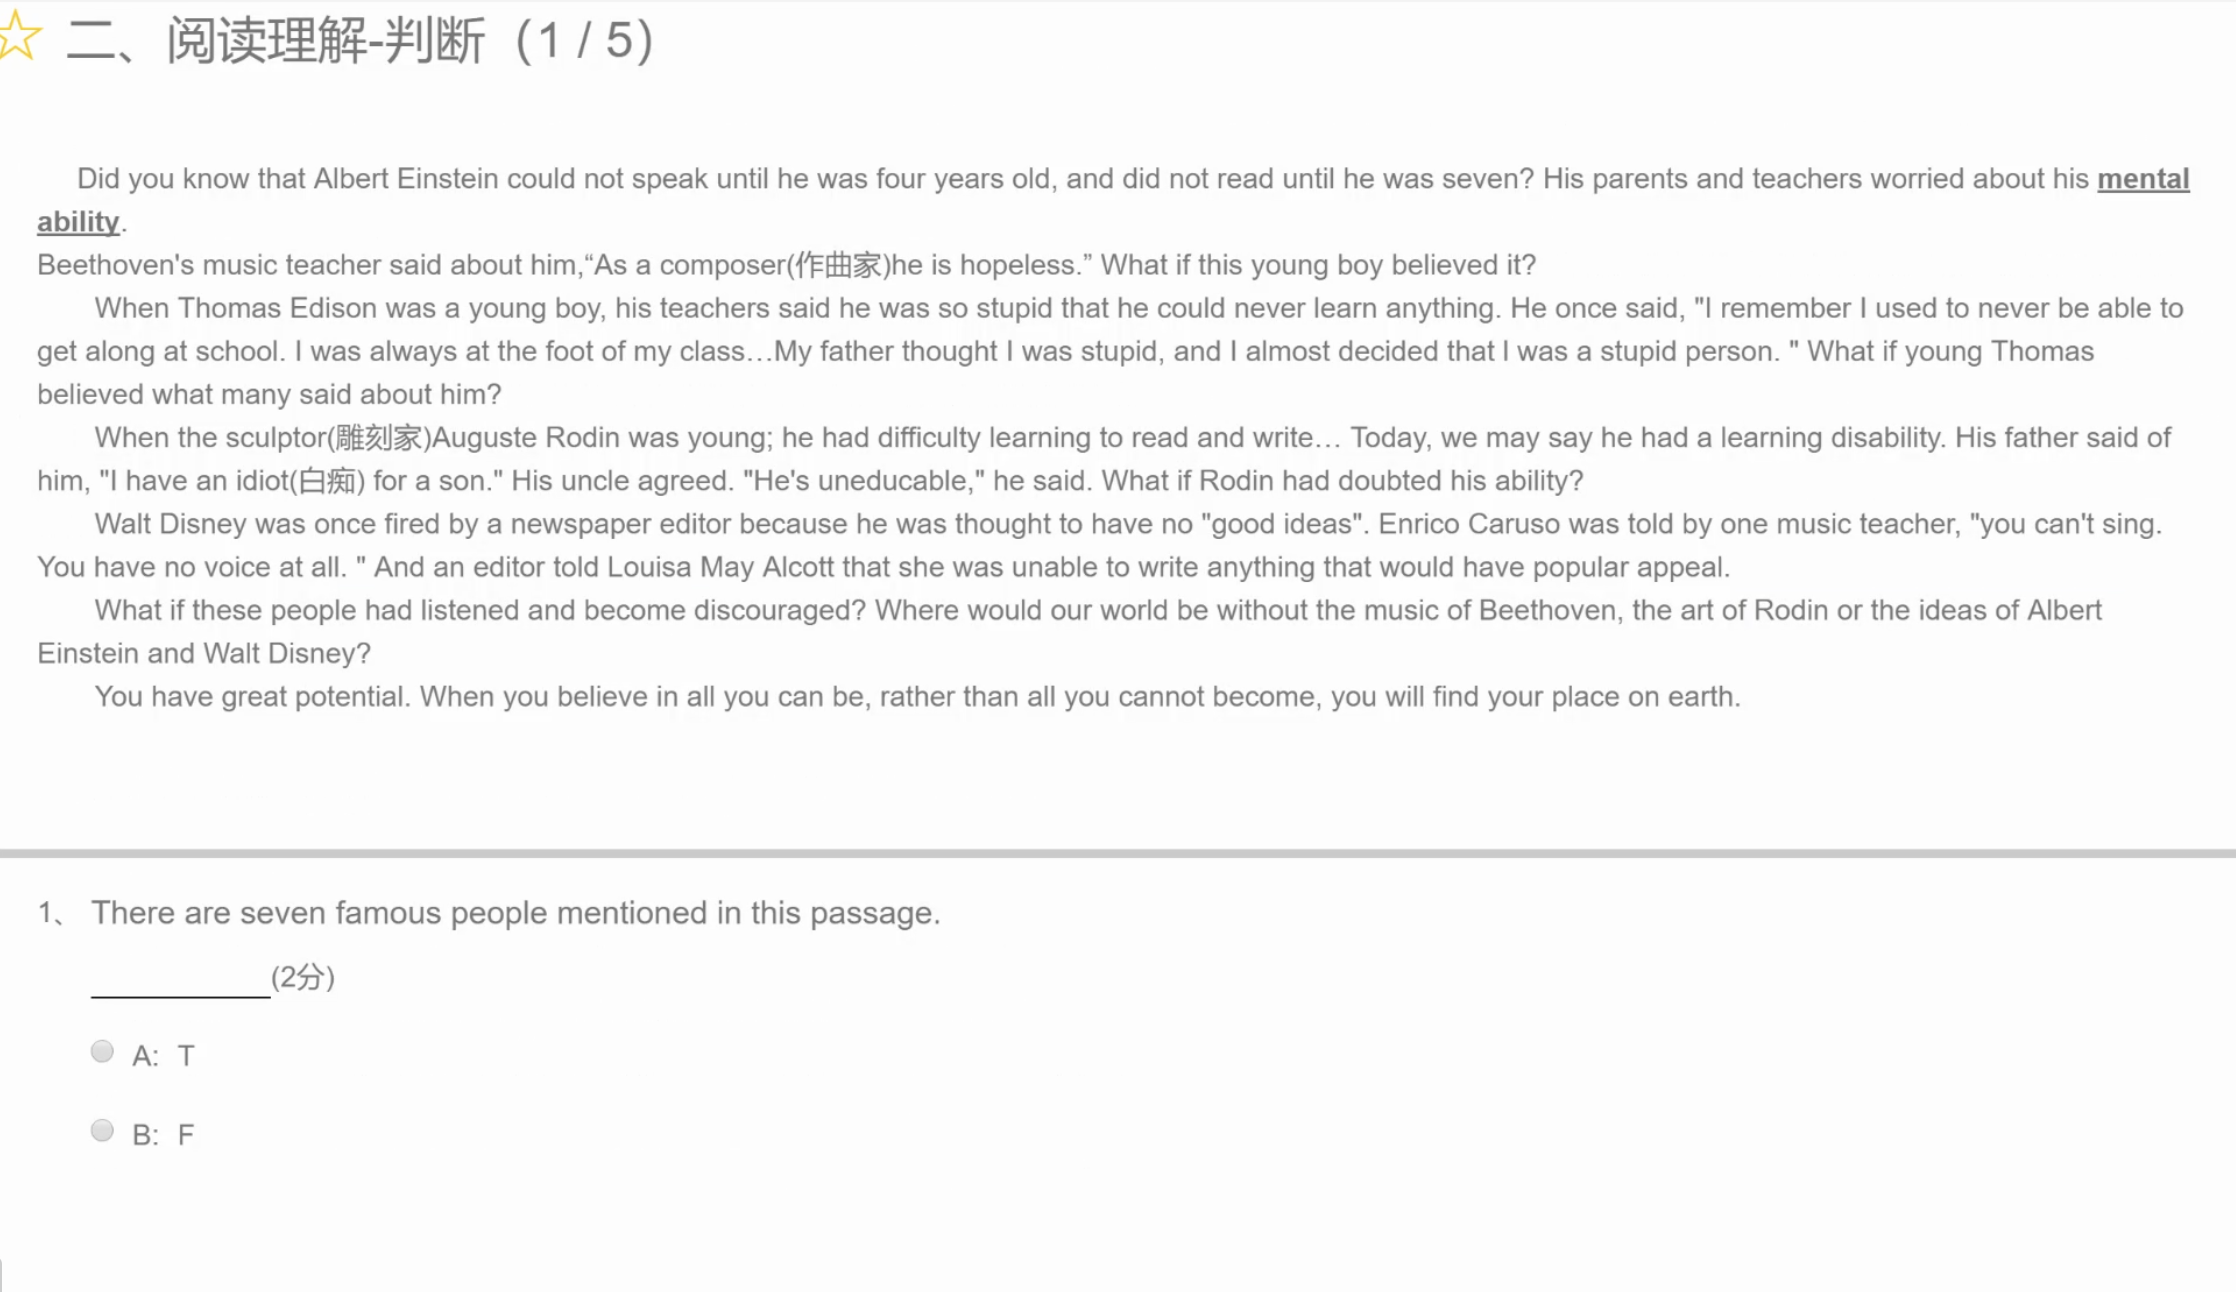 二、阅读理解-判断（1 / 5）
Did you know that Albert Einstein could not speak until he was four years old, and did not read until he was seven? His parents and teachers worried about his mental
ability.
Beethoven's music teacher said about him,“As a composer(作曲家)he is hopeless.” What if this young boy believed it?
When Thomas Edison was a young boy, his teachers said he was so stupid that he could never learn anything. He once said, "I remember I used to never be able to
get along at school. I was always at the foot of my class…My father thought I was stupid, and I almost decided that I was a stupid person. " What if young Thomas
believed what many said about him?
When the sculptor(雕刻家)Auguste Rodin was young; he had difficulty learning to read and write… Today, we may say he had a learning disability. His father said of
him, "I have an idiot(白痴) for a son." His uncle agreed. "He's uneducable," he said. What if Rodin had doubted his ability?
Walt Disney was once fired by a newspaper editor because he was thought to have no "good ideas". Enrico Caruso was told by one music teacher, "you can't sing.
You have no voice at all. " And an editor told Louisa May Alcott that she was unable to write anything that would have popular appeal.
What if these people had listened and become discouraged? Where would our world be without the music of Beethoven, the art of Rodin or the ideas of Albert
Einstein and Walt Disney?
You have great potential. When you believe in all you can be, rather than all you cannot become, you will find your place on earth.
1、 There are seven famous people mentioned in this passage.
__________(2分)
A: T
B: F